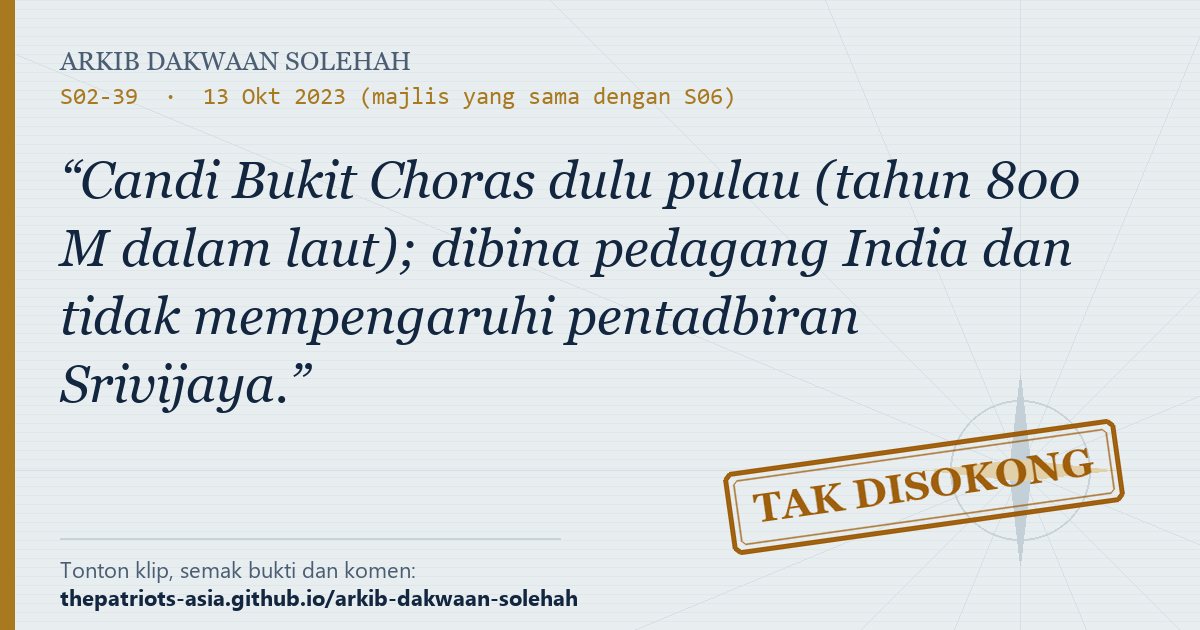 ARKIB DAKWAAN SOLEHAH
S02-39 · 13 Okt 2023 (majlis yang sama dengan S06)
“Candi Bukit Choras dulu pulau (tahun 800
M dalam laut); dibina pedagang India dan
tidak mempengaruhi pentadbiran
Srivijaya.”
TAK DISOKONG
Tonton klip, semak bukti dan komen:
thepatriots-asia.github.io/arkib-dakwaan-solehah